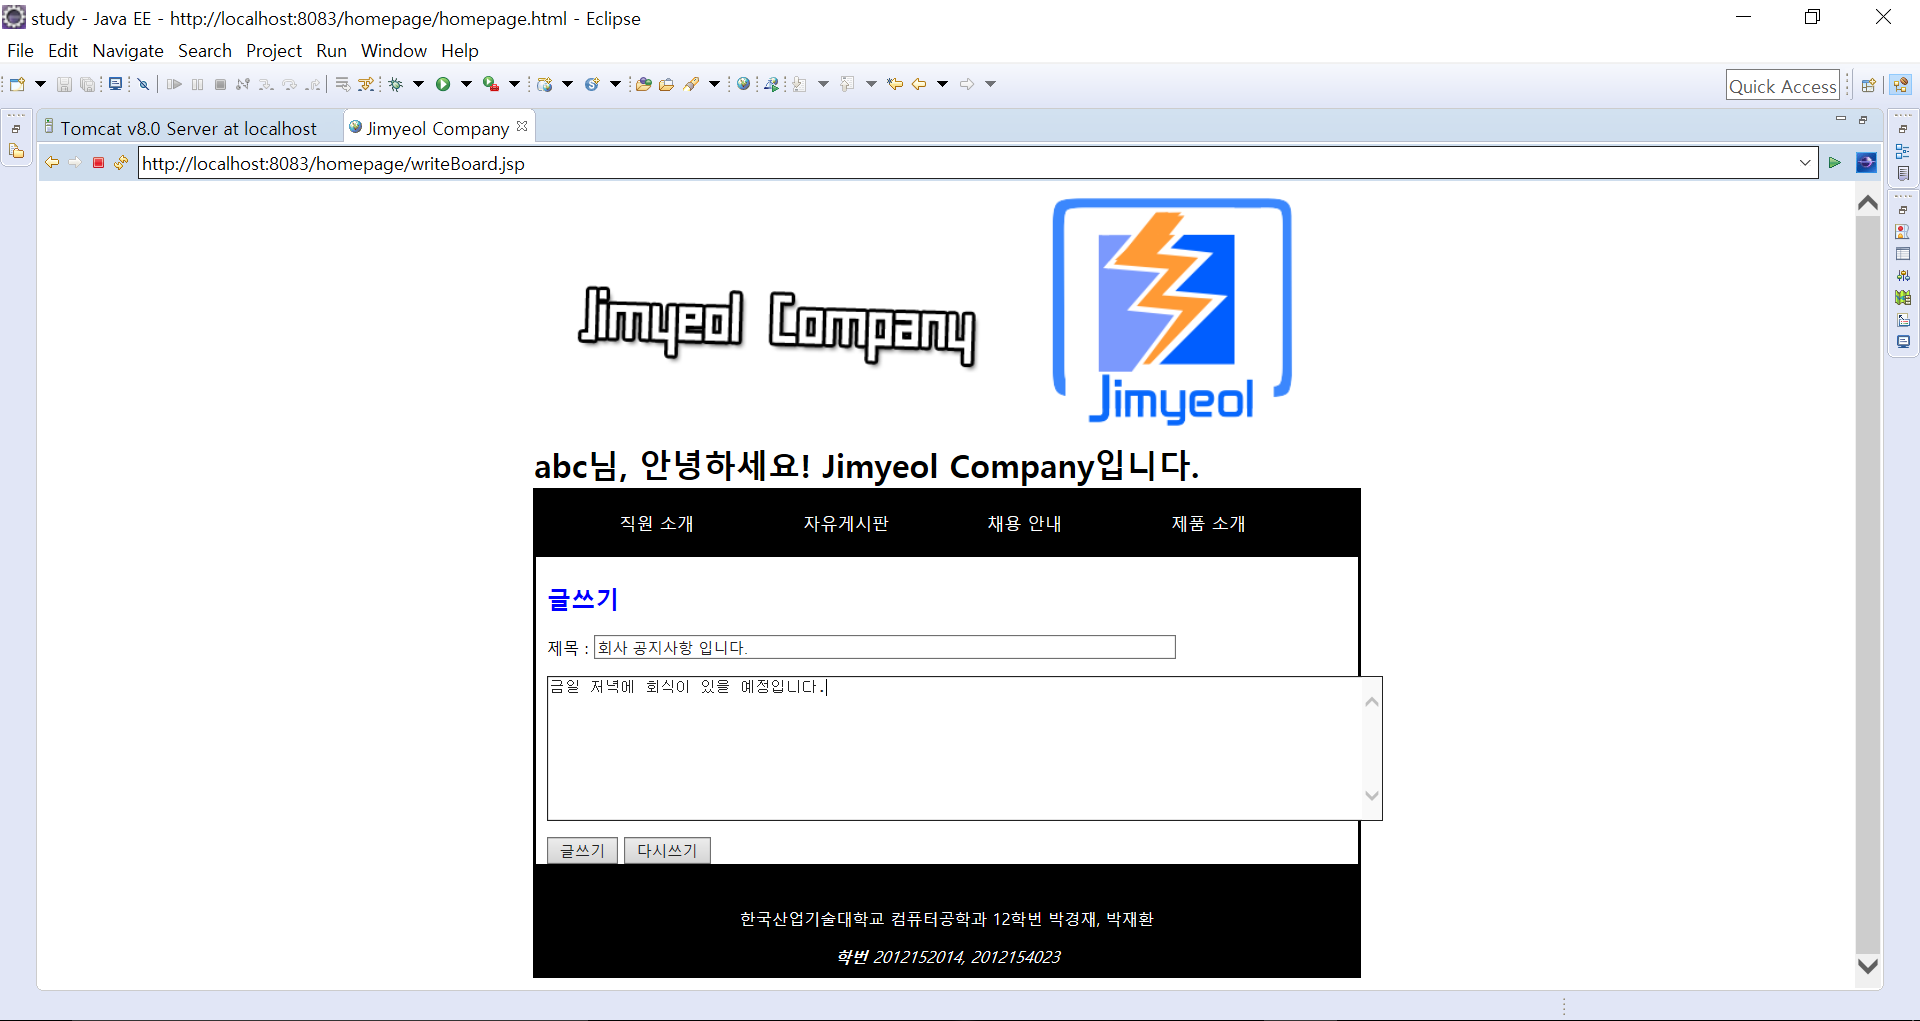 study - Java EE - http://localhost:8083/homepage/homepage.html - Eclipse
File Edit Navigate Search Project Run Window Help
Quick Access
Tomcat v8.0 Server at localhost
Jimyeol Company
http://localhost:8083/homepage/writeBoard.jsp
Jimyeol Company
Jimyeol
abc님, 안녕하세요! Jimyeol Company입니다.
직원 소개 자유게시판 채용 안내 제품 소개
글쓰기
제목 : 회사 공지사항 입니다.
금일 저녁에 회식이 있을 예정입니다.
글쓰기 다시쓰기
한국산업기술대학교 컴퓨터공학과 12학번 박경재, 박재환
학번 2012152014, 2012154023